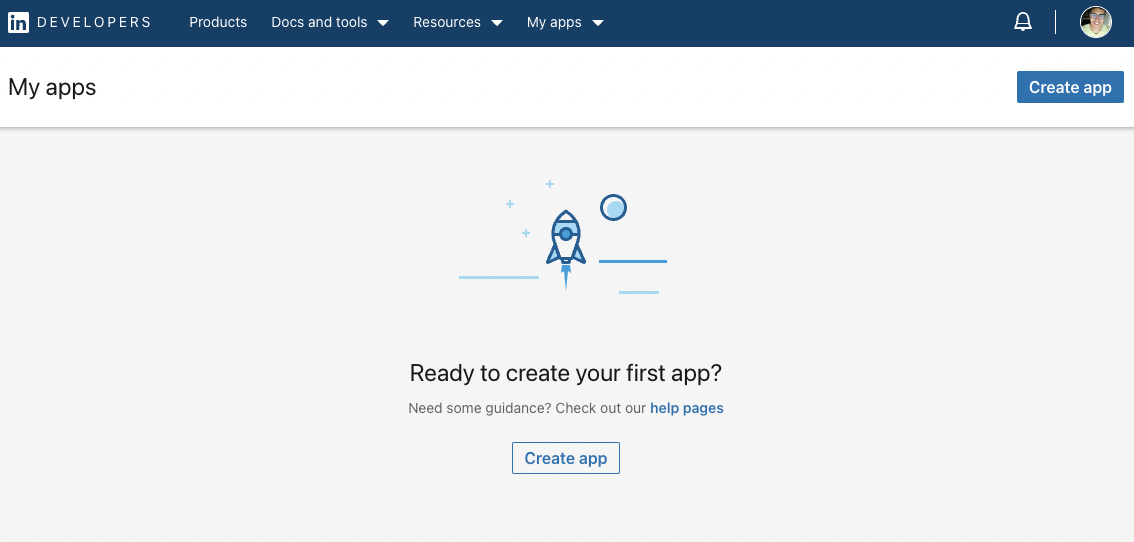 in DEVELOPERS Products Docs and tools Resources My apps
My apps Create app
Ready to create your first app?
Need some guidance? Check out our help pages
Create app